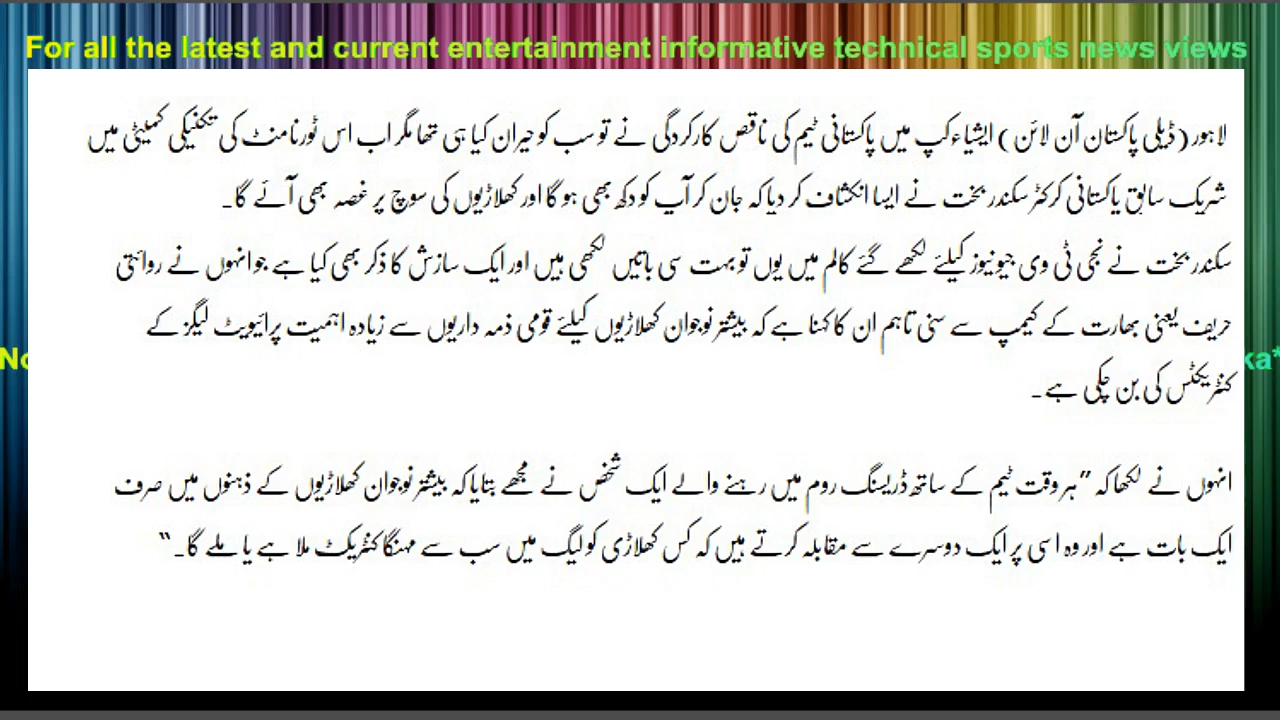 For all the latest and current entertainment informative technical sports news views
لاہور (ڈیلی پاکستان آن لائن) ایشیاءکپ میں پاکستانی ٹیم کی ناقص کارکردگی نے تو سب کو حیران کیا ہی تھا مگر اب اس ٹورنامنٹ کی تکنیکی کمیٹی میں
شریک سابق پاکستانی کرکٹر سکندر بخت نے ایسا انکشاف کر دیا کہ جان کر آپ کو دکھ بھی ہو گا اور کھلاڑیوں کی سوچ پر غصہ بھی آئے گا۔
سکندر بخت نے نجی ٹی وی جیو نیوز کیلئے لکھے گئے کالم میں یوں تو بہت سی باتیں لکھی ہیں اور ایک سازش کا ذکر بھی کیا ہے جو انہوں نے روائتی
حریف یعنی بھارت کے کیمپ سے سنی تاہم ان کا کہنا ہے کہ بیشتر نوجوان کھلاڑیوں کیلئے قومی ذمہ داریوں سے زیادہ اہمیت پرائیویٹ لیگز کے
کنٹریکٹس کی بن چکی ہے۔
انہوں نے لکھا کہ ”ہر وقت ٹیم کے ساتھ ڈریسنگ روم میں رہنے والے ایک شخص نے مجھے بتایا کہ بیشتر نوجوان کھلاڑیوں کے ذہنوں میں صرف
ایک بات ہے اور وہ اسی پر ایک دوسرے سے مقابلہ کرتے ہیں کہ کس کھلاڑی کو لیگ میں سب سے مہنگا کنٹریکٹ ملا ہے یا ملے گا۔“